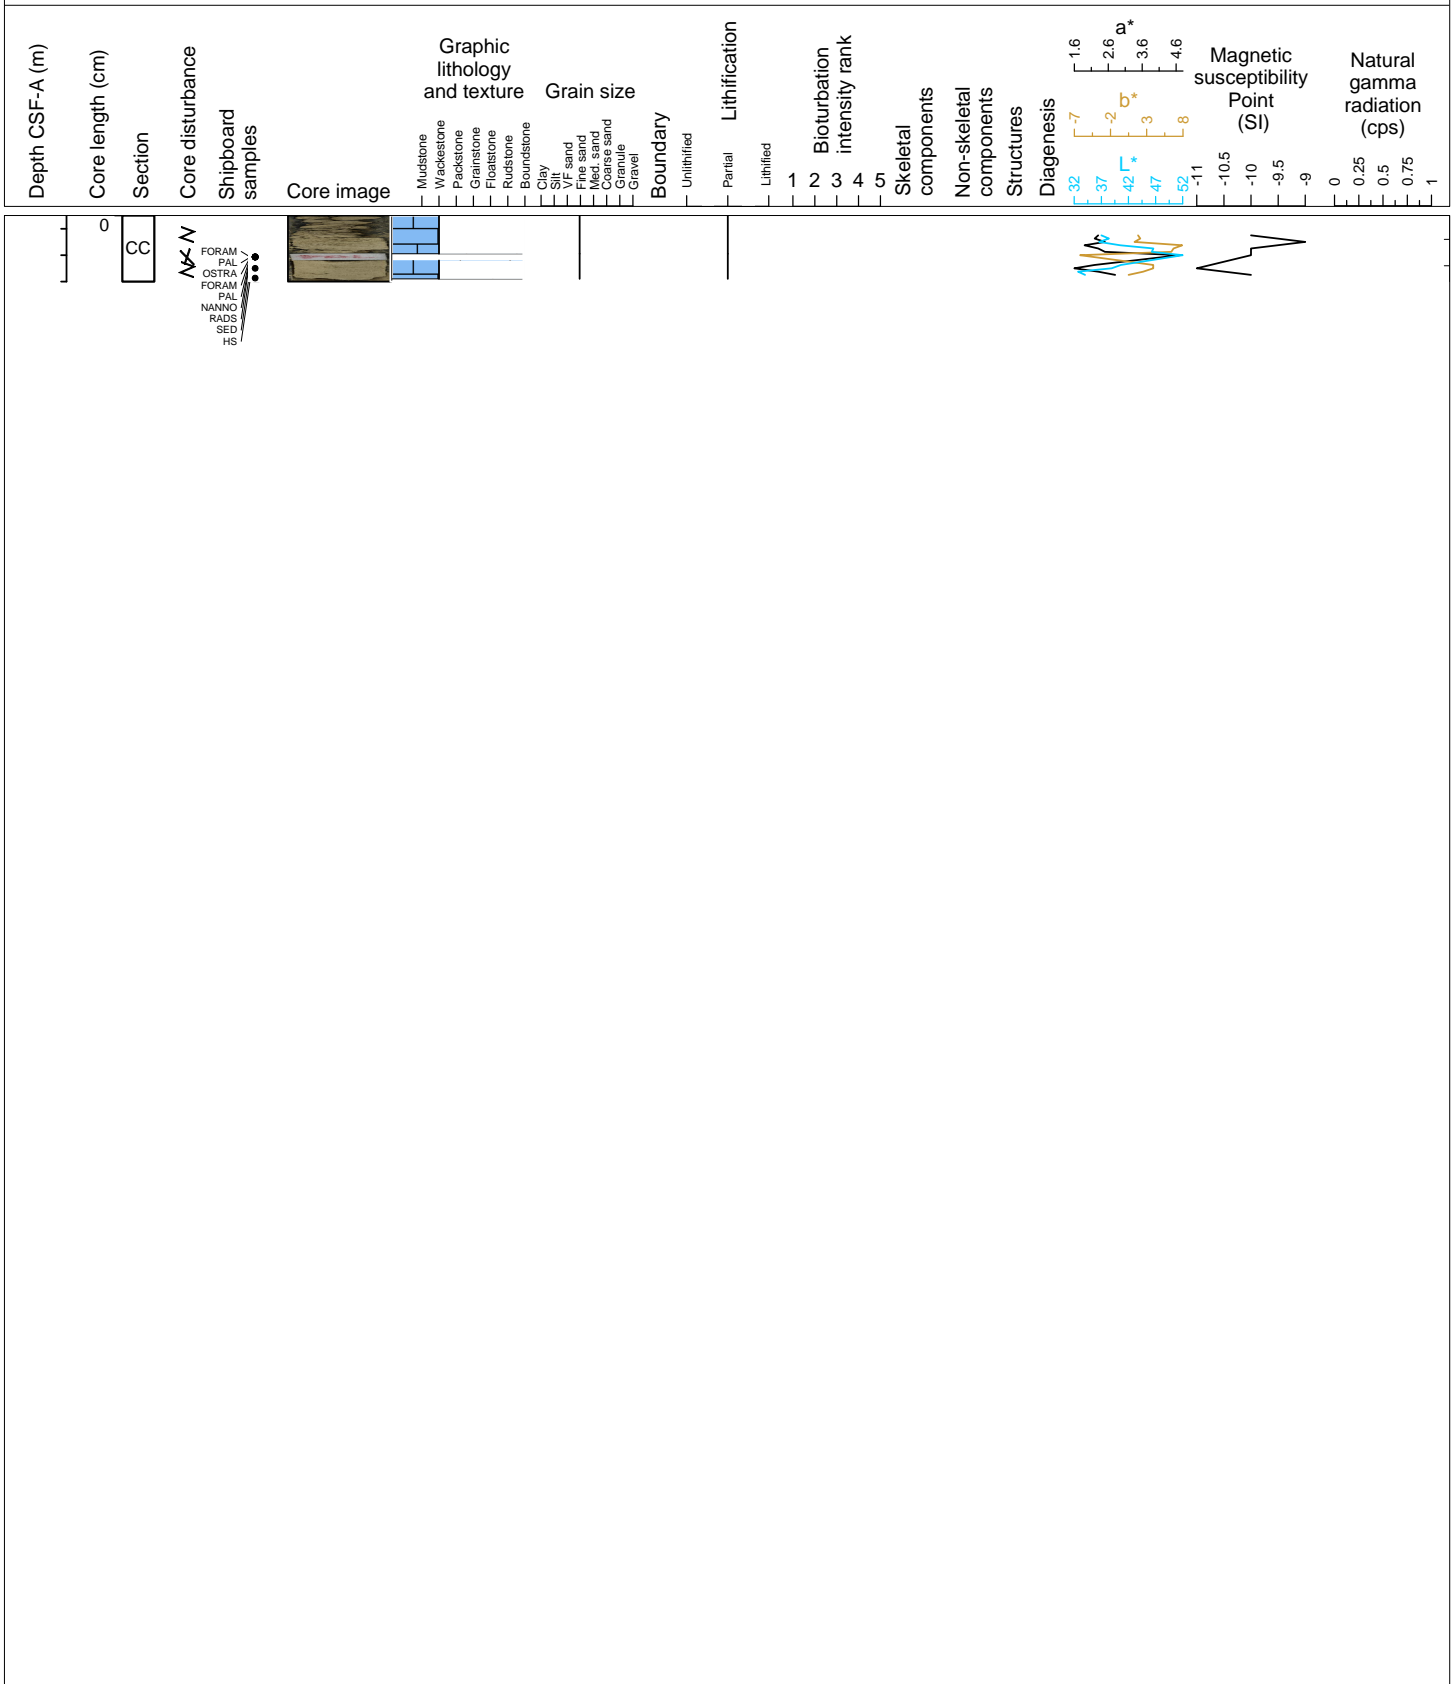 Depth CSF-A (m)
Core length (cm)
Section
Core disturbance
Shipboard
samples
Core image
Graphic
lithology
and texture
Mudstone
Wackestone
Packstone
Grainstone
Floatstone
Rudstone
Boundstone
Grain size
Clay
Silt
VF sand
Fine sand
Med. sand
Coarse sand
Granule
Gravel
Boundary
Lithification
Unlithified
Partial
Lithified
Bioturbation
intensity rank
1 2 3 4 5
Skeletal
components
Non-skeletal
components
Structures
Diagenesis
a*
1.6 2.6 3.6 4.6
b*
-7 -2 3 8
L*
32 37 42 47 52
Magnetic
susceptibility
Point
(SI)
-11 -10.5 -10 -9.5 -9
Natural
gamma
radiation
(cps)
0 0.25 0.5 0.75 1
0
CC
FORAM
PAL
OSTRA
FORAM
PAL
NANNO
RADS
SED
HS